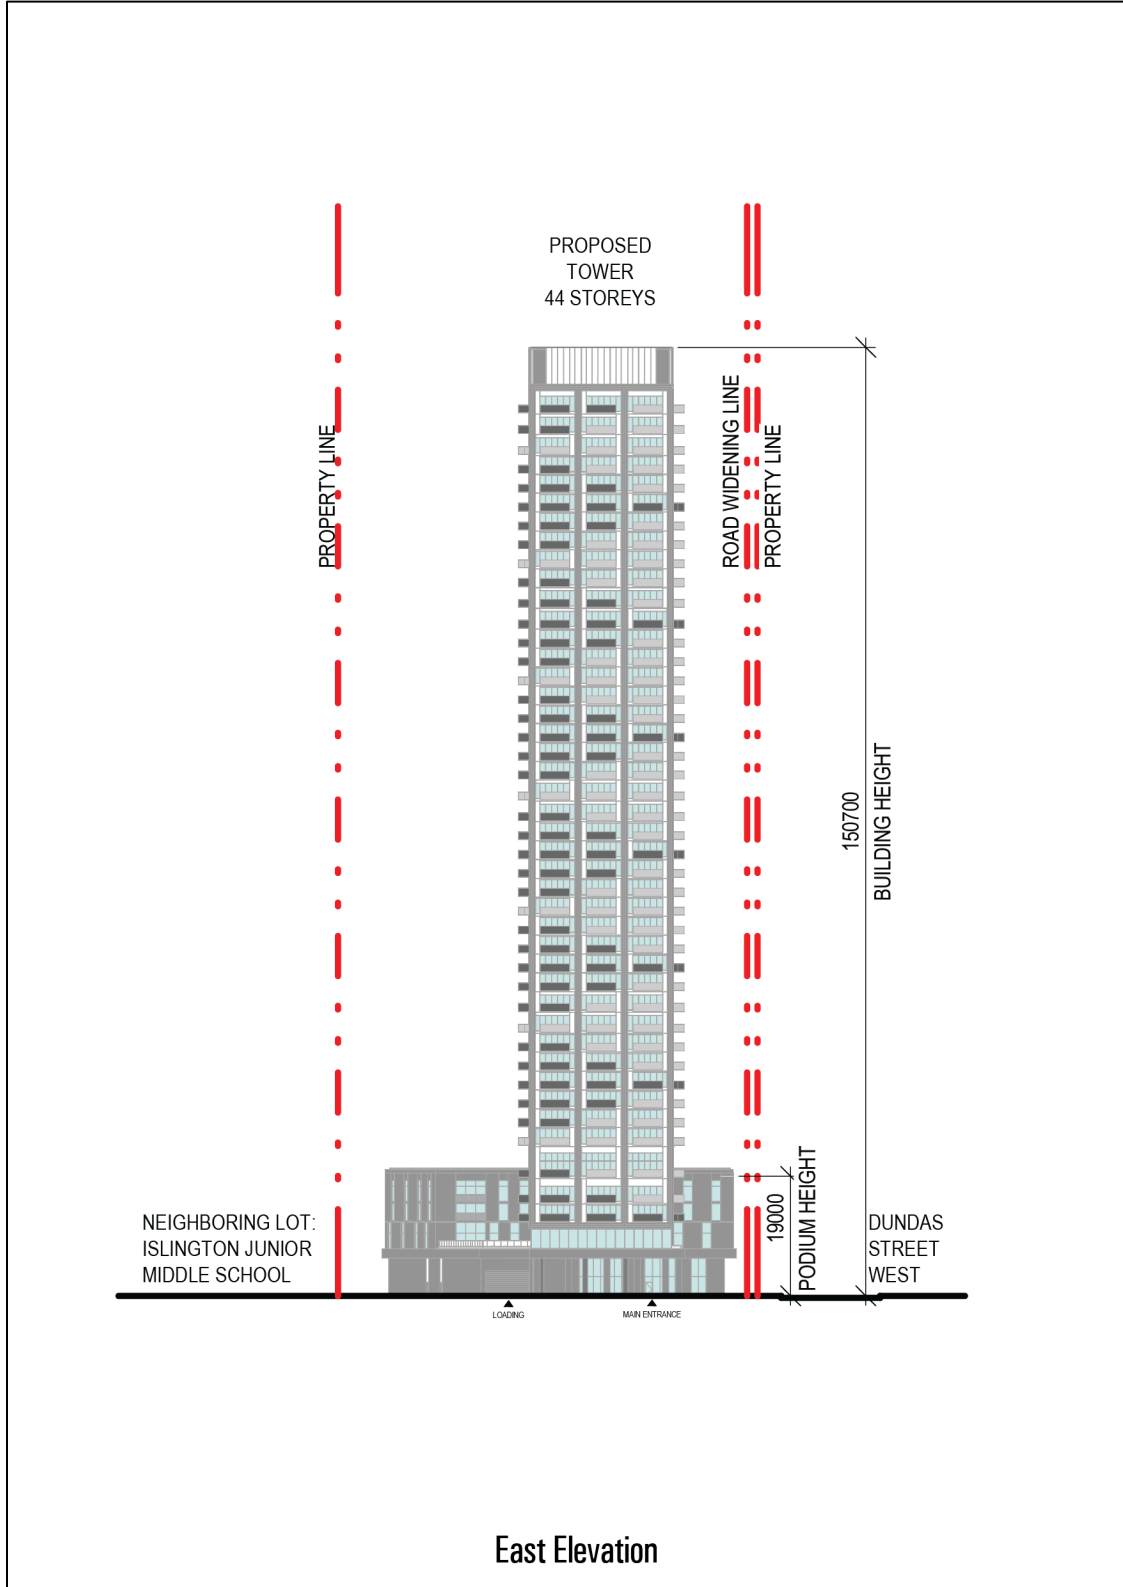 PROPOSED
TOWER
44 STOREYS
PROPERTY LINE
ROAD WIDENING LINE
PROPERTY LINE
150700
BUILDING HEIGHT
19000
PODIUM HEIGHT
NEIGHBORING LOT:
ISLINGTON JUNIOR
MIDDLE SCHOOL
DUNDAS
STREET
WEST
LOADING
MAIN ENTRANCE
East Elevation